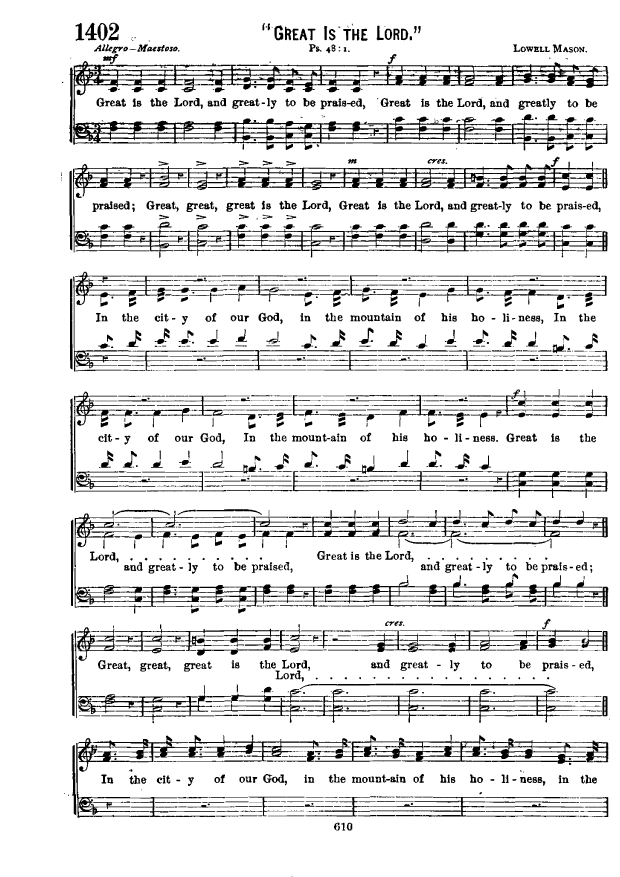 1402
"GREAT IS THE LORD."
Allegro—Maestoso. Ps. 48:1. LOWELL MASON.
mf f
Great is the Lord, and great-ly to be prais-ed, Great is the Lord, and greatly to be
m cres. f
praised; Great, great, great is the Lord, Great is the Lord, and great-ly to be prais-ed,
In the cit-y of our God, in the mountain of his ho-li-ness, In the
f
cit-y of our God, In the mount-ain of his ho-li-ness. Great is the
Lord, . . . . . . . . . . . Great is the Lord, . . . . . . . . . . .
and great-ly to be praised, and great-ly to be prais-ed;
cres. f
Great, great, great is the Lord, and great-ly to be prais-ed,
Lord, . . . . . . . . . . . . . . . .
In the cit-y of our God, in the mount-ain of his ho-li-ness, in the
610